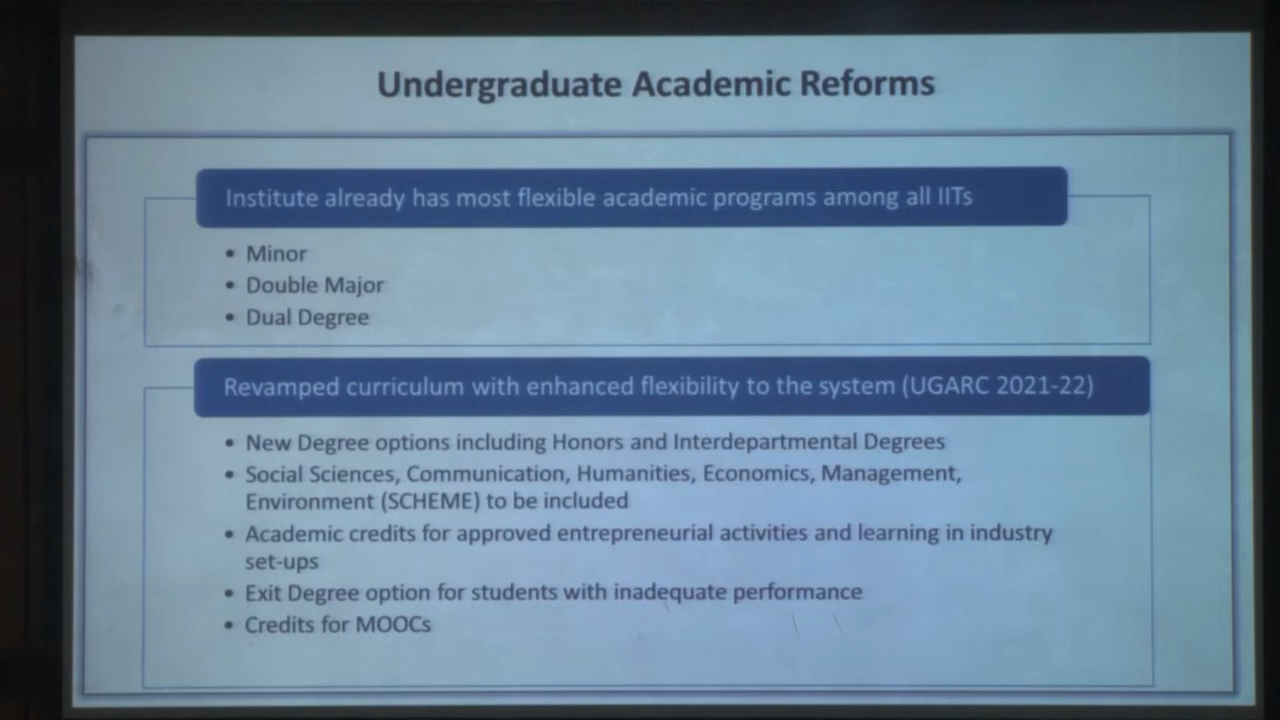 Undergraduate Academic Reforms
Institute already has most flexible academic programs among all IITs
• Minor
• Double Major
• Dual Degree
Revamped curriculum with enhanced flexibility to the system (UGARC 2021-22)
• New Degree options including Honors and Interdepartmental Degrees
• Social Sciences, Communication, Humanities, Economics, Management,
Environment (SCHEME) to be included
• Academic credits for approved entrepreneurial activities and learning in industry
set-ups
• Exit Degree option for students with inadequate performance
• Credits for MOOCs